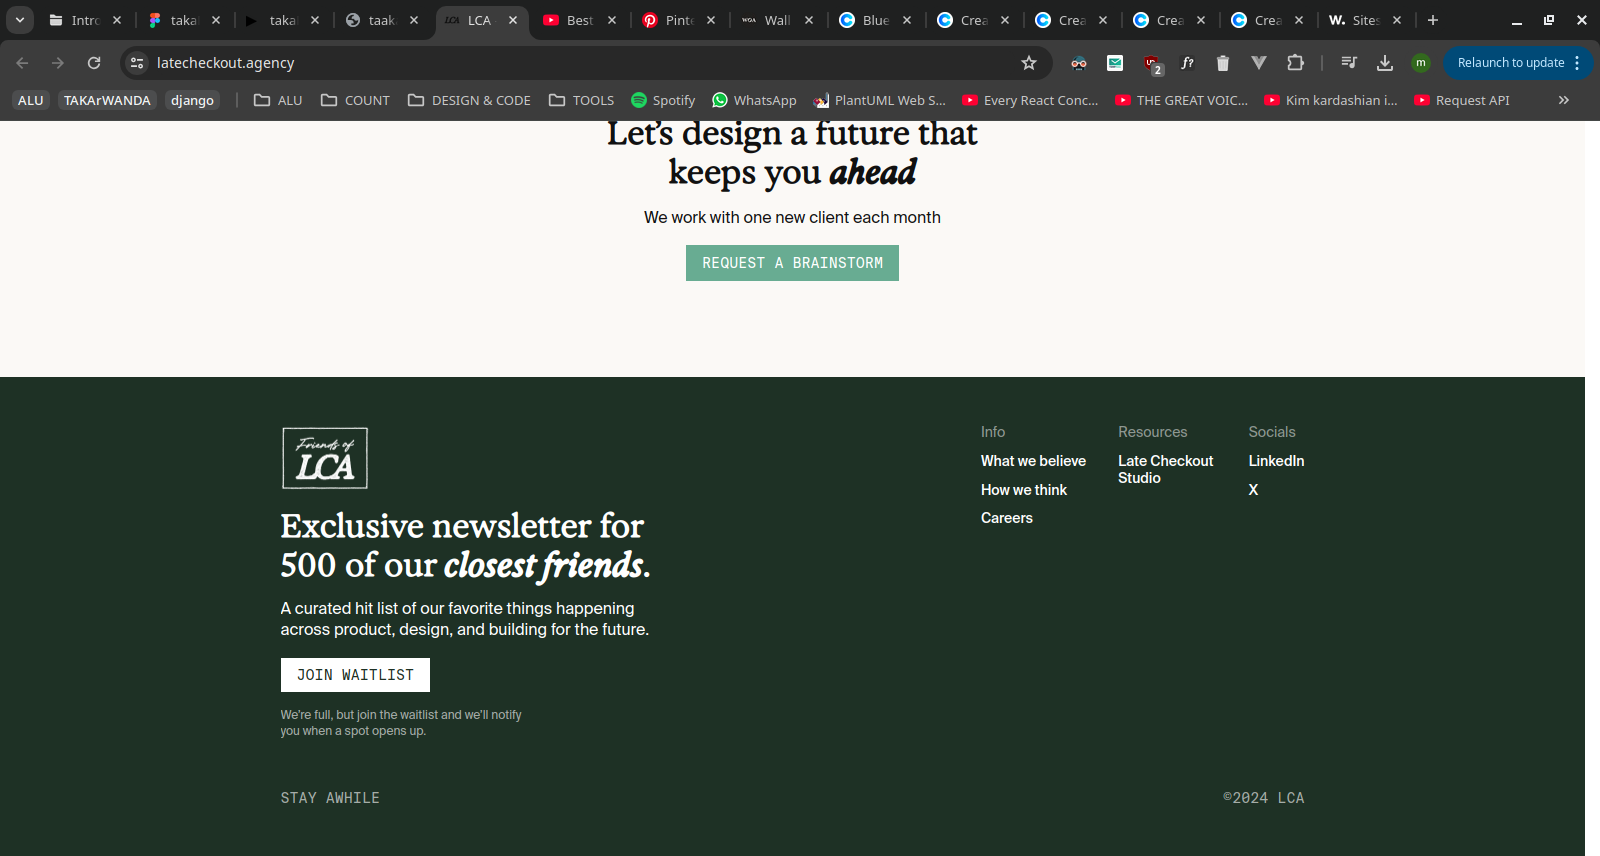 Intro
takal
takal
taak
LCA
LCA
Best
Pinte
WOA
Wall
Blue
Crea
Crea
Crea
Crea
W.
Sites
latecheckout.agency
2
f?
m
Relaunch to update
ALU
TAKArWANDA
django
ALU
COUNT
DESIGN & CODE
TOOLS
Spotify
WhatsApp
PlantUML Web S...
Every React Conc...
THE GREAT VOIC...
Kim kardashian i...
Request API
Let's design a future that
keeps you ahead
We work with one new client each month
REQUEST A BRAINSTORM
Friends of
LCA
Exclusive newsletter for
500 of our closest friends.
A curated hit list of our favorite things happening
across product, design, and building for the future.
JOIN WAITLIST
We're full, but join the waitlist and we'll notify
you when a spot opens up.
Info
What we believe
How we think
Careers
Resources
Late Checkout
Studio
Socials
LinkedIn
X
STAY AWHILE
©2024 LCA